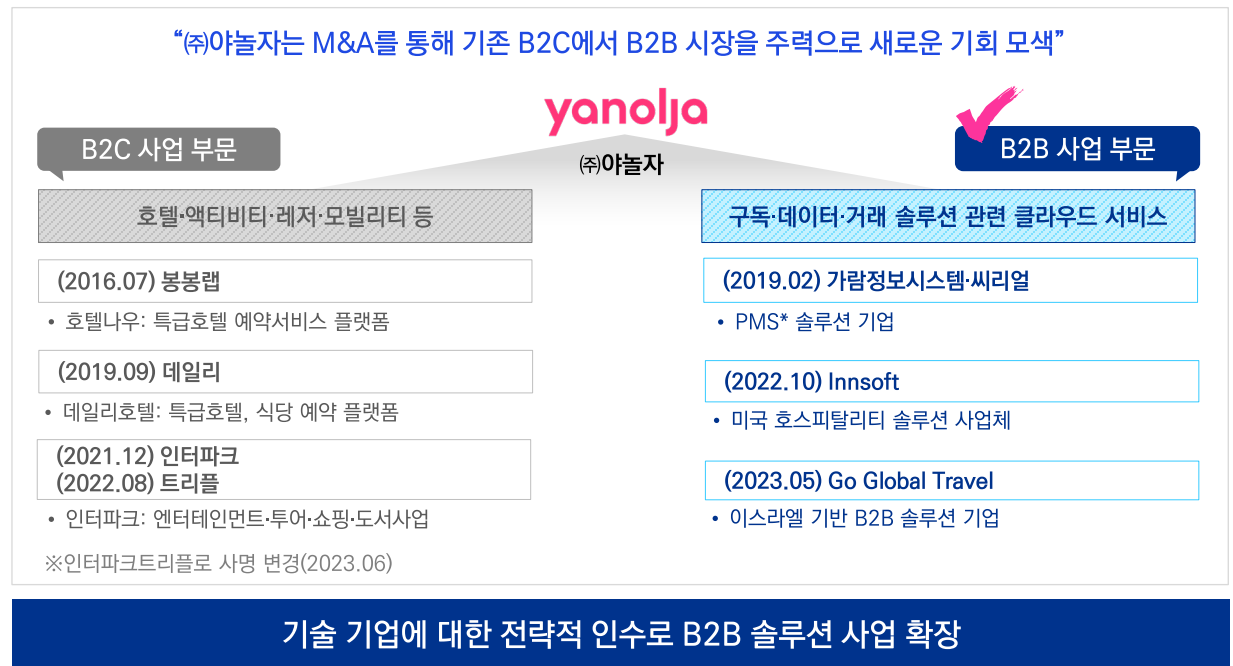 “㈜야놀자는 M&A를 통해 기존 B2C에서 B2B 시장을 주력으로 새로운 기회 모색”
yanolja
㈜야놀자
B2C 사업 부문
호텔·액티비티·레저·모빌리티 등
(2016.07) 봉봉랩
• 호텔나우: 특급호텔 예약서비스 플랫폼
(2019.09) 데일리
• 데일리호텔: 특급호텔, 식당 예약 플랫폼
(2021.12) 인터파크
(2022.08) 트리플
• 인터파크: 엔터테인먼트·투어·쇼핑·도서사업
※인터파크트리플로 사명 변경(2023.06)
B2B 사업 부문
구독·데이터·거래 솔루션 관련 클라우드 서비스
(2019.02) 가람정보시스템·씨리얼
• PMS* 솔루션 기업
(2022.10) Innsoft
• 미국 호스피탈리티 솔루션 사업체
(2023.05) Go Global Travel
• 이스라엘 기반 B2B 솔루션 기업
기술 기업에 대한 전략적 인수로 B2B 솔루션 사업 확장